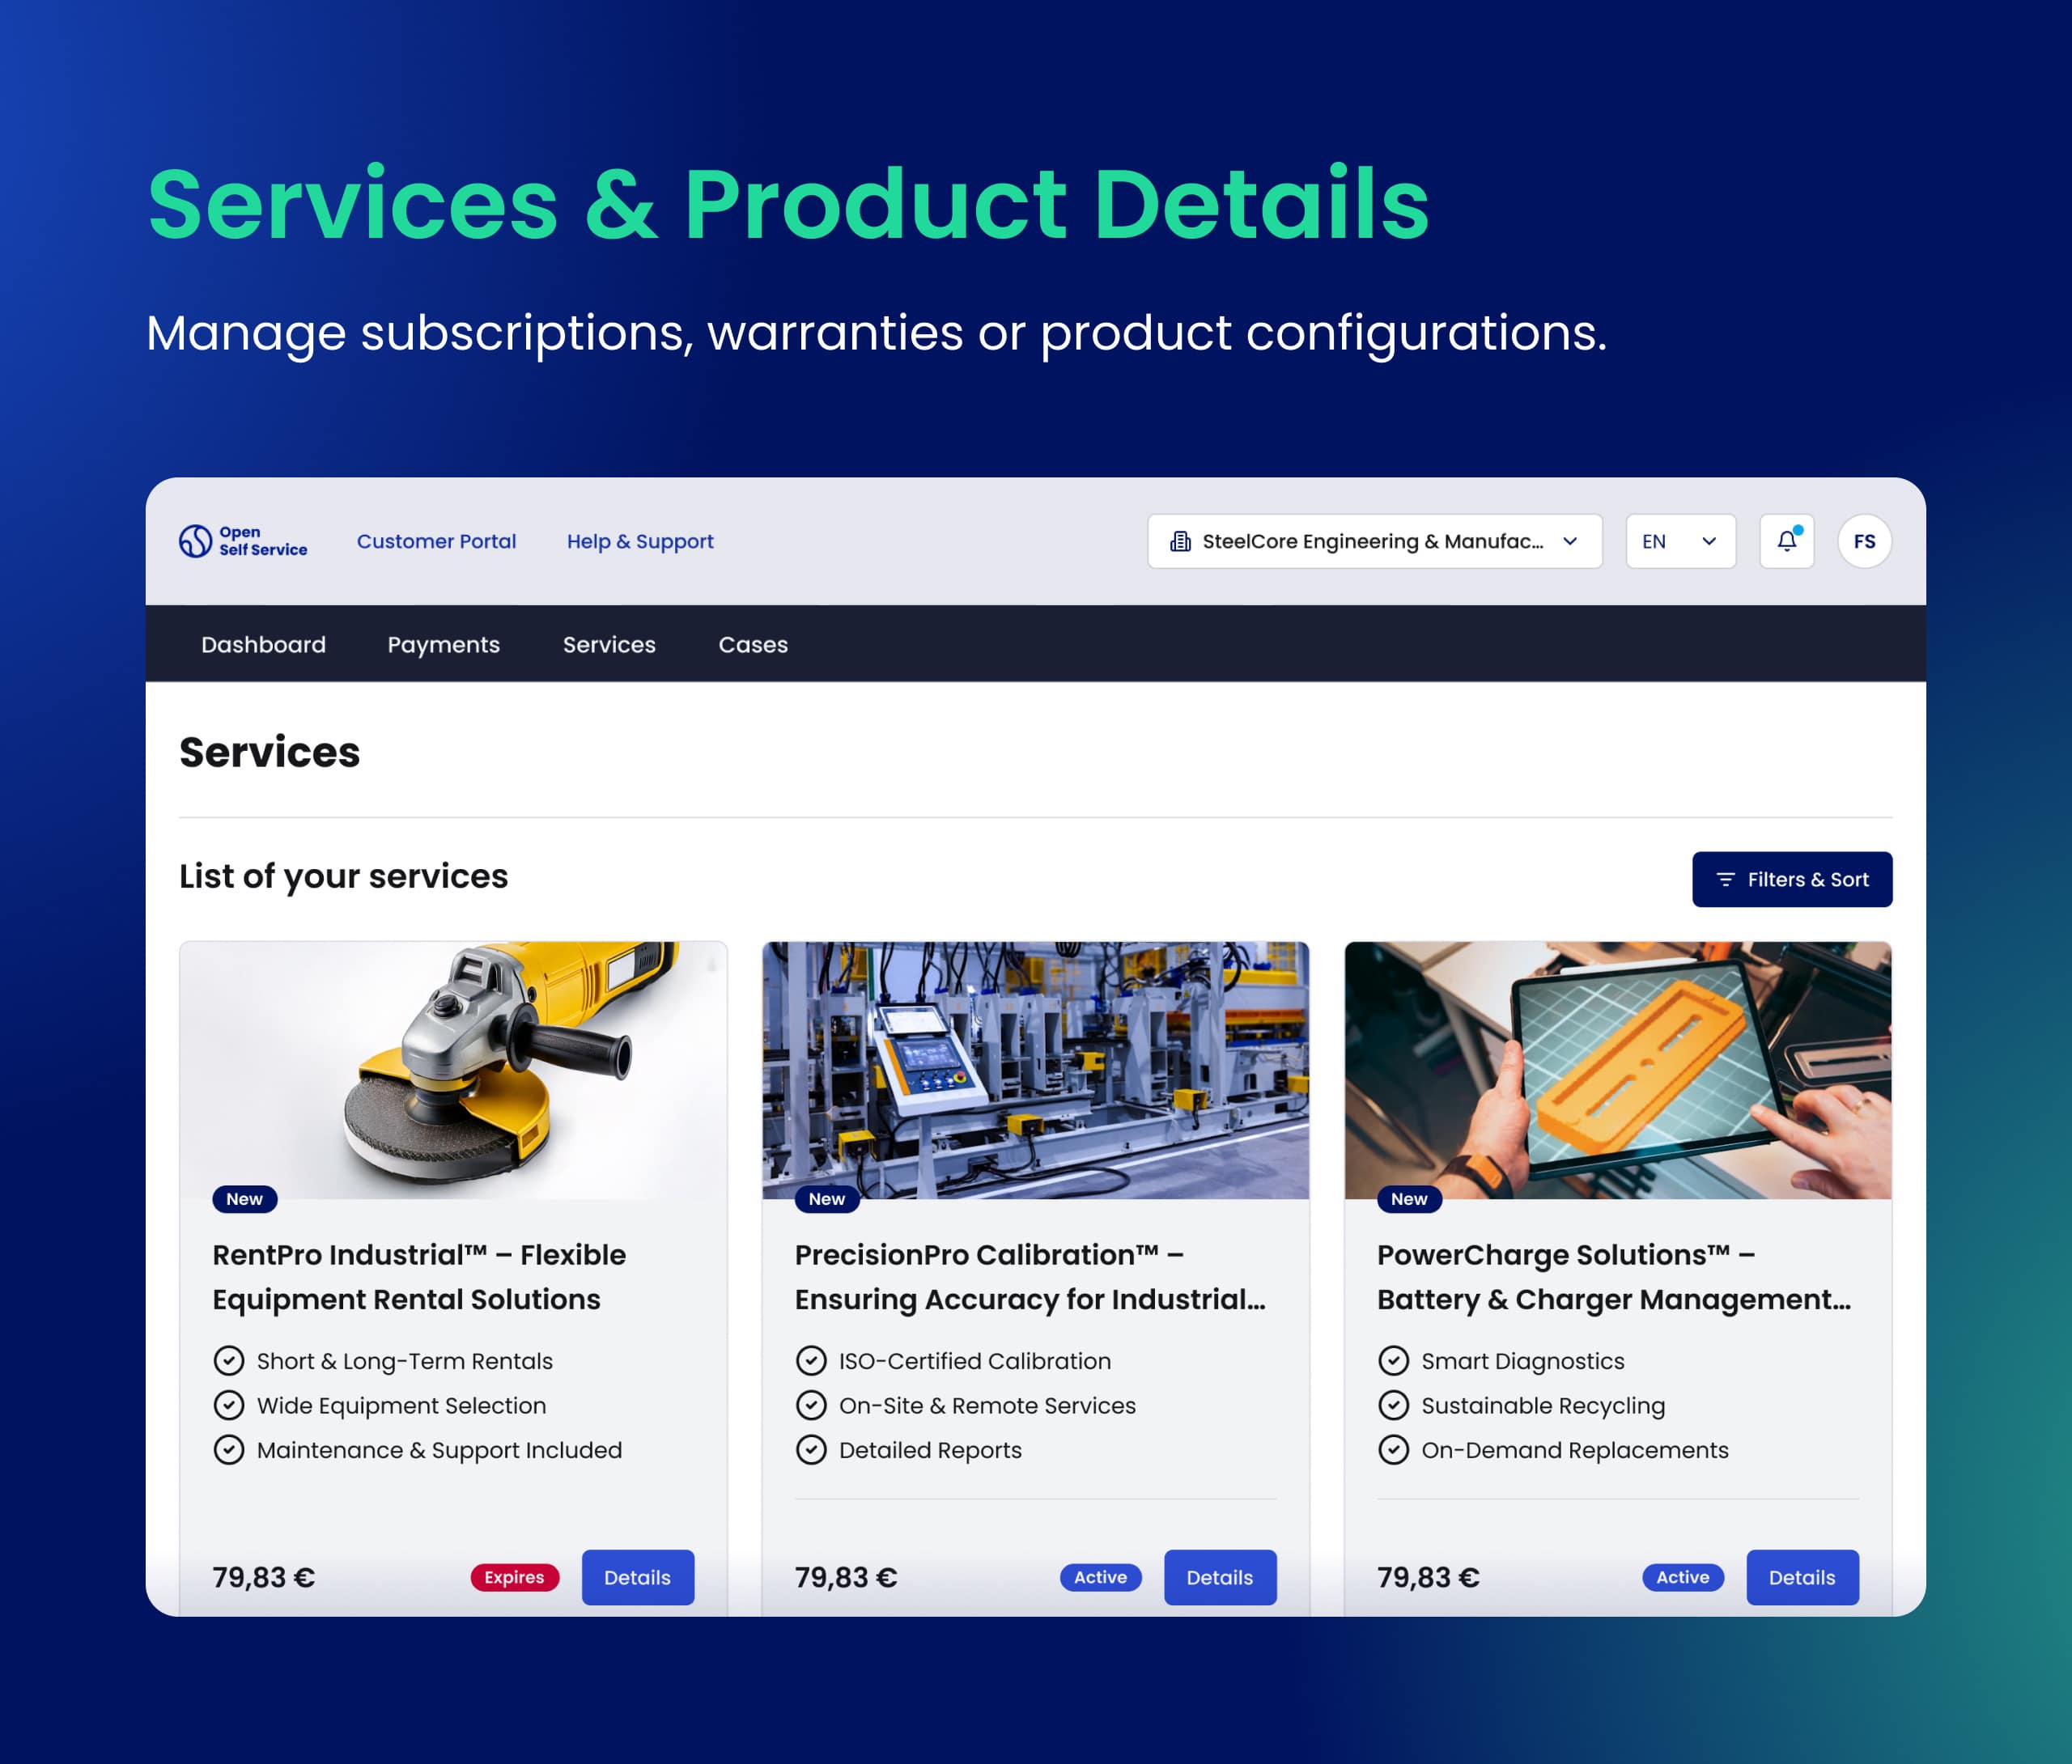 Services & Product Details
Manage subscriptions, warranties or product configurations.
Open
Self Service
Customer Portal
Help & Support
SteelCore Engineering & Manufac...
EN
FS
Dashboard
Payments
Services
Cases
Services
List of your services
Filters & Sort
New
RentPro Industrial™ – Flexible
Equipment Rental Solutions
Short & Long-Term Rentals
Wide Equipment Selection
Maintenance & Support Included
79,83 €
Expires
Details
New
PrecisionPro Calibration™ –
Ensuring Accuracy for Industrial...
ISO-Certified Calibration
On-Site & Remote Services
Detailed Reports
79,83 €
Active
Details
New
PowerCharge Solutions™ –
Battery & Charger Management...
Smart Diagnostics
Sustainable Recycling
On-Demand Replacements
79,83 €
Active
Details